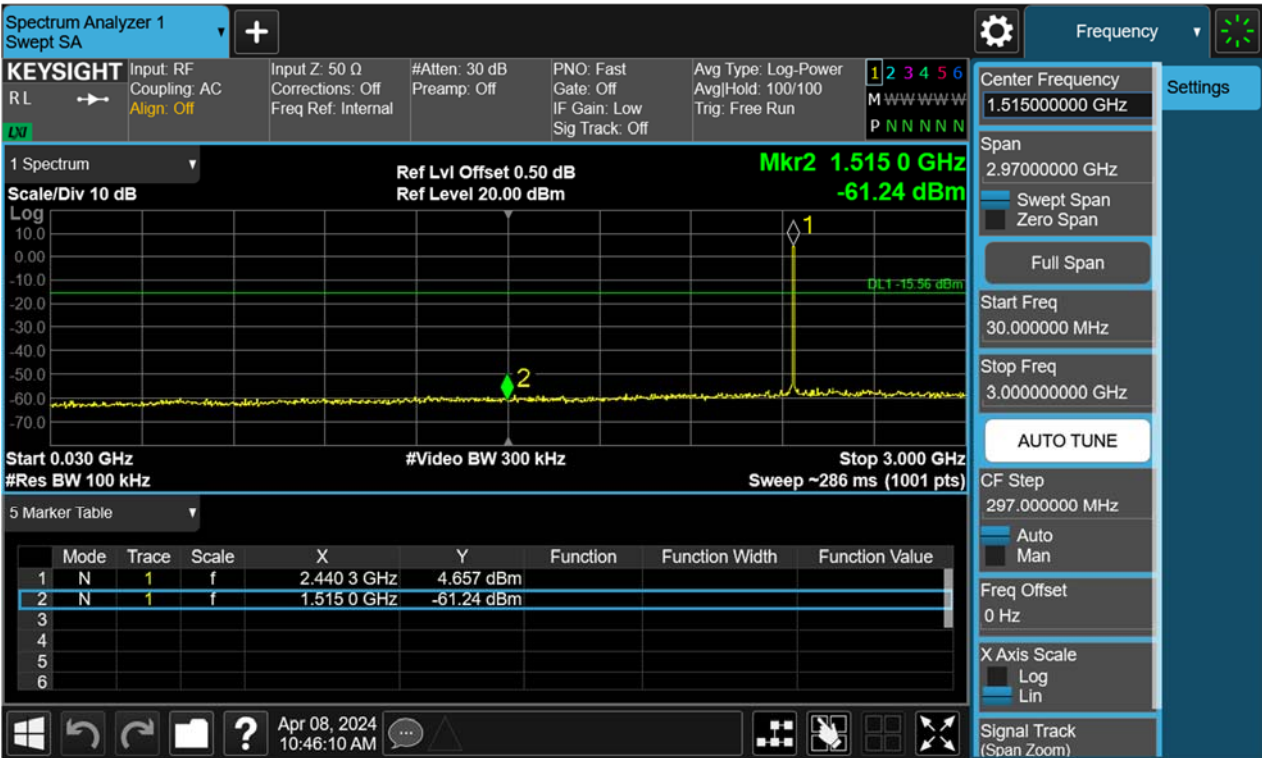 Spectrum Analyzer 1
Swept SA
+
Frequency
KEYSIGHT
R L
LXI
Input: RF
Coupling: AC
Align: Off
Input Z: 50 Ω
Corrections: Off
Freq Ref: Internal
#Atten: 30 dB
Preamp: Off
PNO: Fast
Gate: Off
IF Gain: Low
Sig Track: Off
Avg Type: Log-Power
Avg|Hold: 100/100
Trig: Free Run
1 2 3 4 5 6
M W W W W W
P N N N N N
Center Frequency
1.515000000 GHz
Settings
Span
2.97000000 GHz
Swept Span
Zero Span
Full Span
Start Freq
30.000000 MHz
Stop Freq
3.000000000 GHz
AUTO TUNE
CF Step
297.000000 MHz
Auto
Man
Freq Offset
0 Hz
X Axis Scale
Log
Lin
Signal Track
(Span Zoom)
1 Spectrum
Scale/Div 10 dB
Ref Lvl Offset 0.50 dB
Ref Level 20.00 dBm
Mkr2 1.515 0 GHz
-61.24 dBm
Log
10.0
0.00
-10.0
-20.0
-30.0
-40.0
-50.0
-60.0
-70.0
1
DL1 -15.56 dBm
2
Start 0.030 GHz
#Res BW 100 kHz
#Video BW 300 kHz
Stop 3.000 GHz
Sweep ~286 ms (1001 pts)
5 Marker Table
Mode Trace Scale X Y Function Function Width Function Value
1 N 1 f 2.440 3 GHz 4.657 dBm
2 N 1 f 1.515 0 GHz -61.24 dBm
3
4
5
6
?
Apr 08, 2024
10:46:10 AM